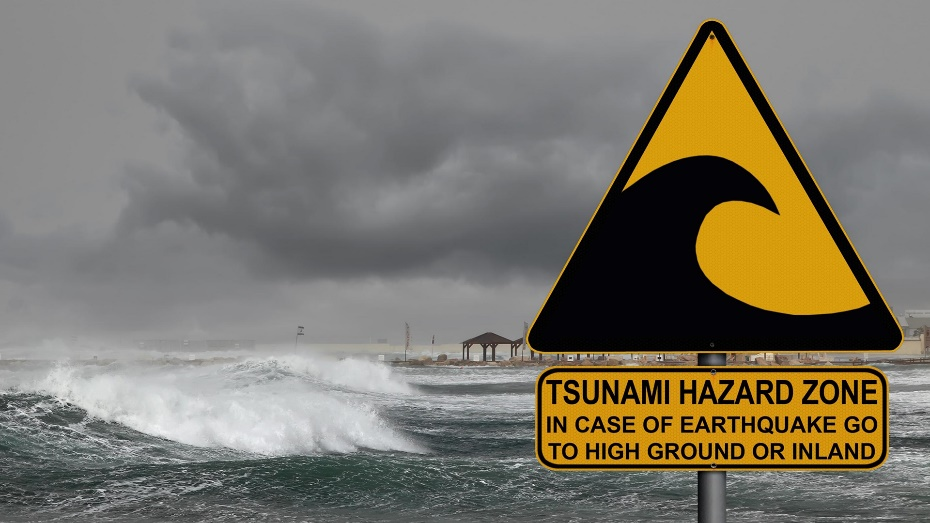 TSUNAMI HAZARD ZONE
IN CASE OF EARTHQUAKE GO
TO HIGH GROUND OR INLAND